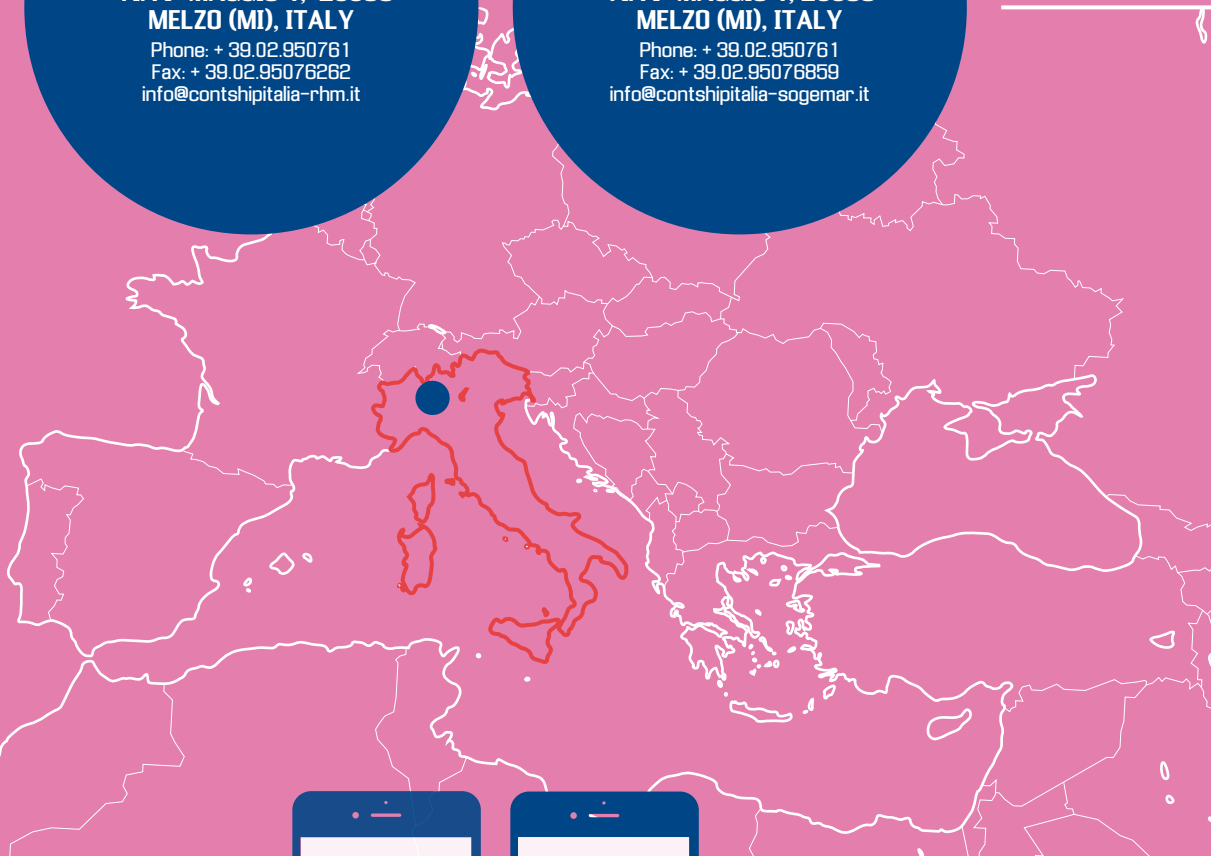 MELZO (MI), ITALY
Phone: + 39.02.950761
Fax: + 39.02.95076262
info@contshipitalia-rhm.it
MELZO (MI), ITALY
Phone: + 39.02.950761
Fax: + 39.02.95076859
info@contshipitalia-sogemar.it